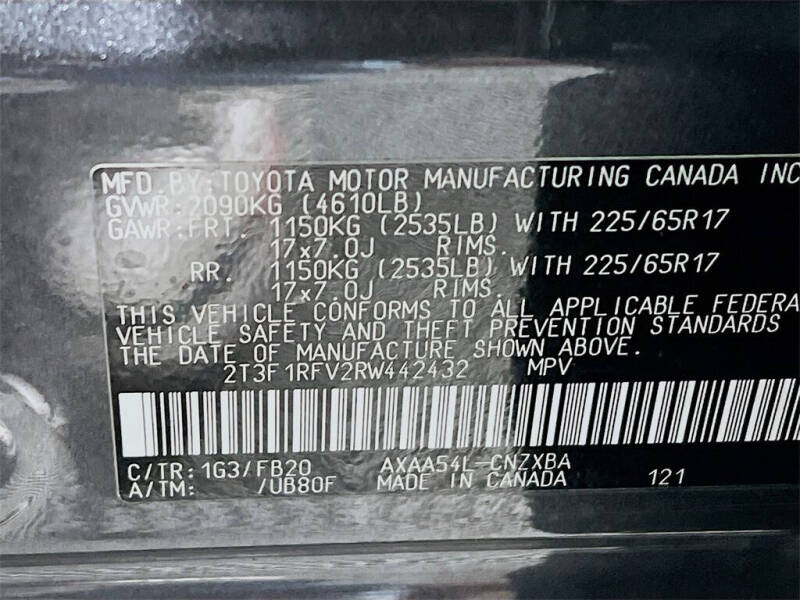 MFD. BY: TOYOTA MOTOR MANUFACTURING CANADA INC
GVWR: 2090KG (4610LB)
GAWR: FRT. 1150KG (2535LB) WITH 225/65R17
17x7.0J RIMS.
RR. 1150KG (2535LB) WITH 225/65R17
17x7.0J RIMS.
THIS VEHICLE CONFORMS TO ALL APPLICABLE FEDERA
VEHICLE SAFETY AND THEFT PREVENTION STANDARDS
THE DATE OF MANUFACTURE SHOWN ABOVE.
2T3F1RFV2RW442432 MPV
C/TR: 1G3/FB20 AXAA54L-CNZXBA
A/TM: /UB80F MADE IN CANADA 121